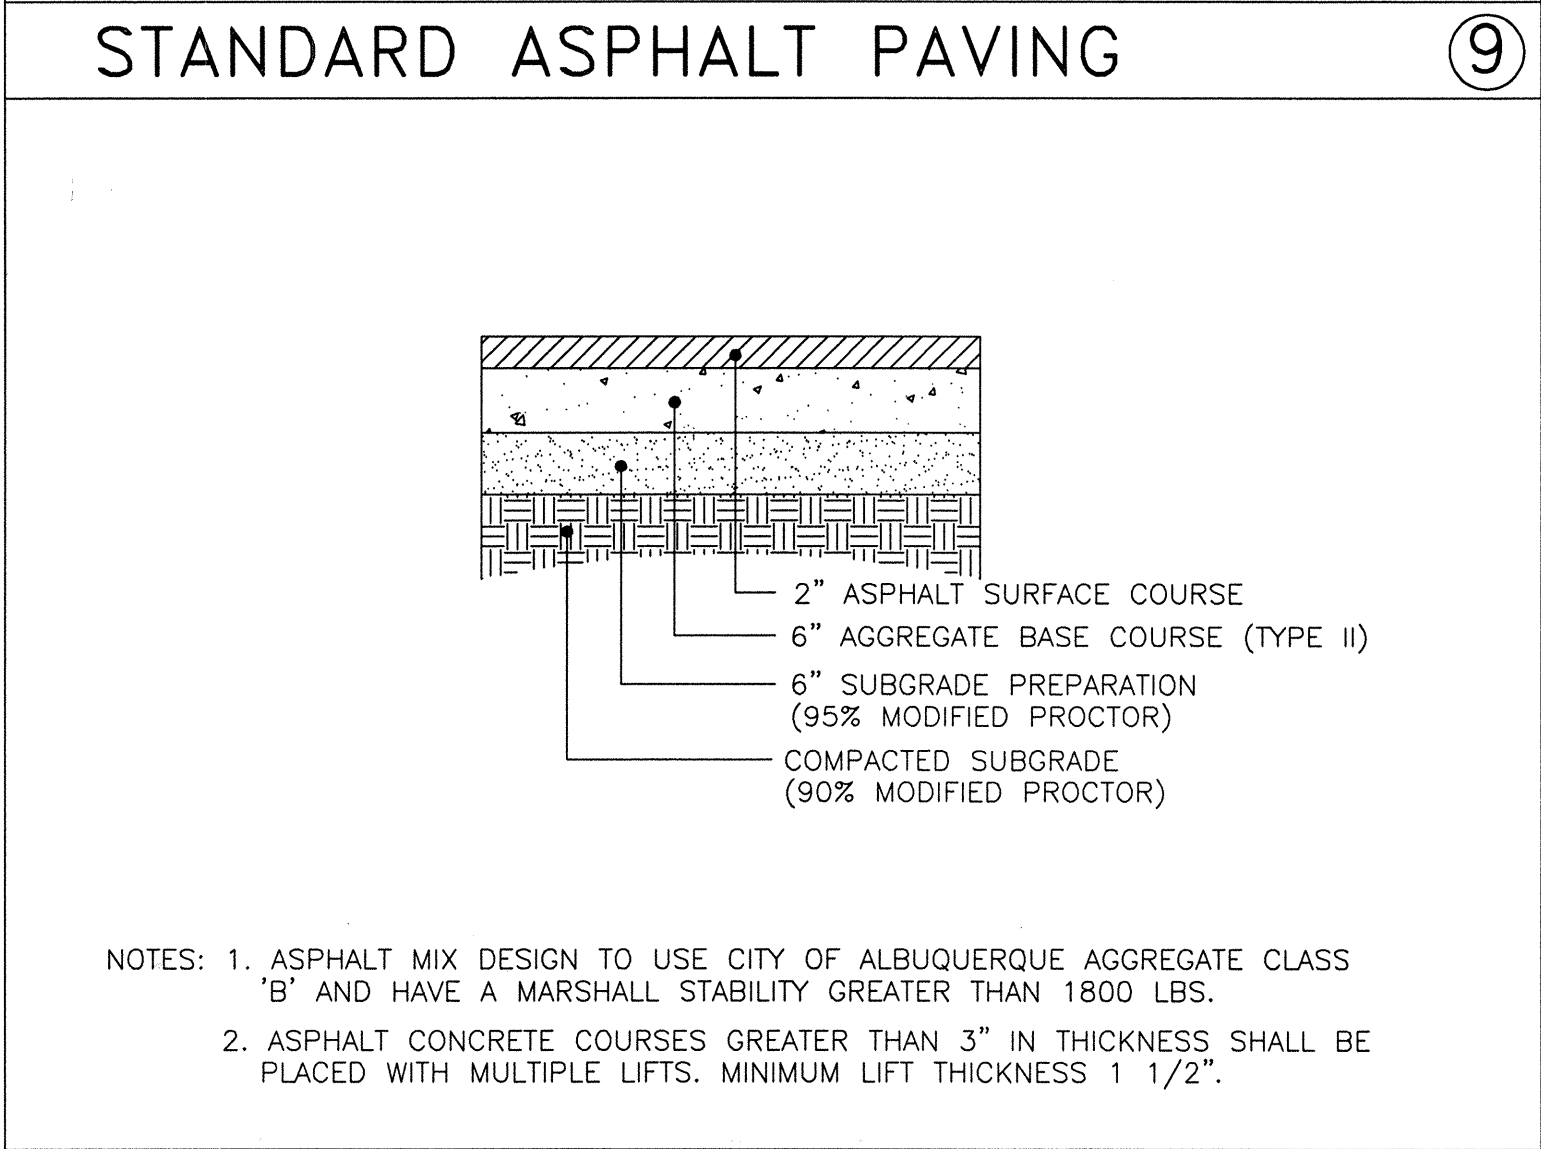 STANDARD ASPHALT PAVING 9
2" ASPHALT SURFACE COURSE
6" AGGREGATE BASE COURSE (TYPE II)
6" SUBGRADE PREPARATION
(95% MODIFIED PROCTOR)
COMPACTED SUBGRADE
(90% MODIFIED PROCTOR)
NOTES: 1. ASPHALT MIX DESIGN TO USE CITY OF ALBUQUERQUE AGGREGATE CLASS
'B' AND HAVE A MARSHALL STABILITY GREATER THAN 1800 LBS.
2. ASPHALT CONCRETE COURSES GREATER THAN 3" IN THICKNESS SHALL BE
PLACED WITH MULTIPLE LIFTS. MINIMUM LIFT THICKNESS 1 1/2".